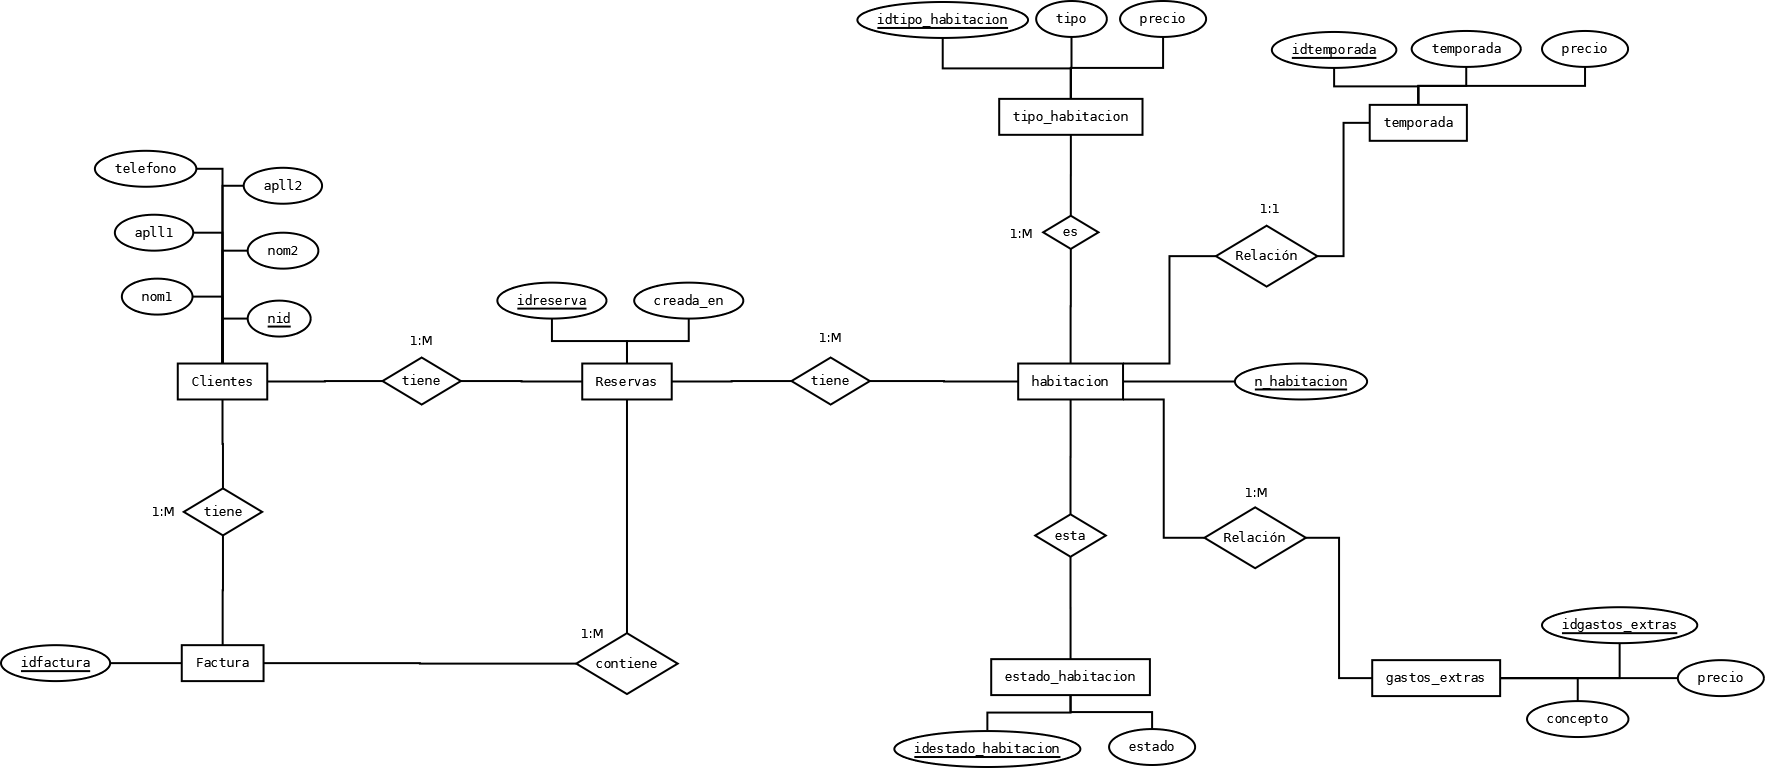 idtipo_habitacion
tipo
precio
idtemporada
temporada
precio
tipo_habitacion
temporada
telefono
apll2
apll1
nom2
nom1
nid
1:M
es
1:1
Relación
idreserva
creada_en
Clientes
1:M
tiene
Reservas
1:M
tiene
habitacion
n_habitacion
1:M
tiene
esta
1:M
Relación
idfactura
Factura
1:M
contiene
estado_habitacion
idestado_habitacion
estado
gastos_extras
idgastos_extras
precio
concepto